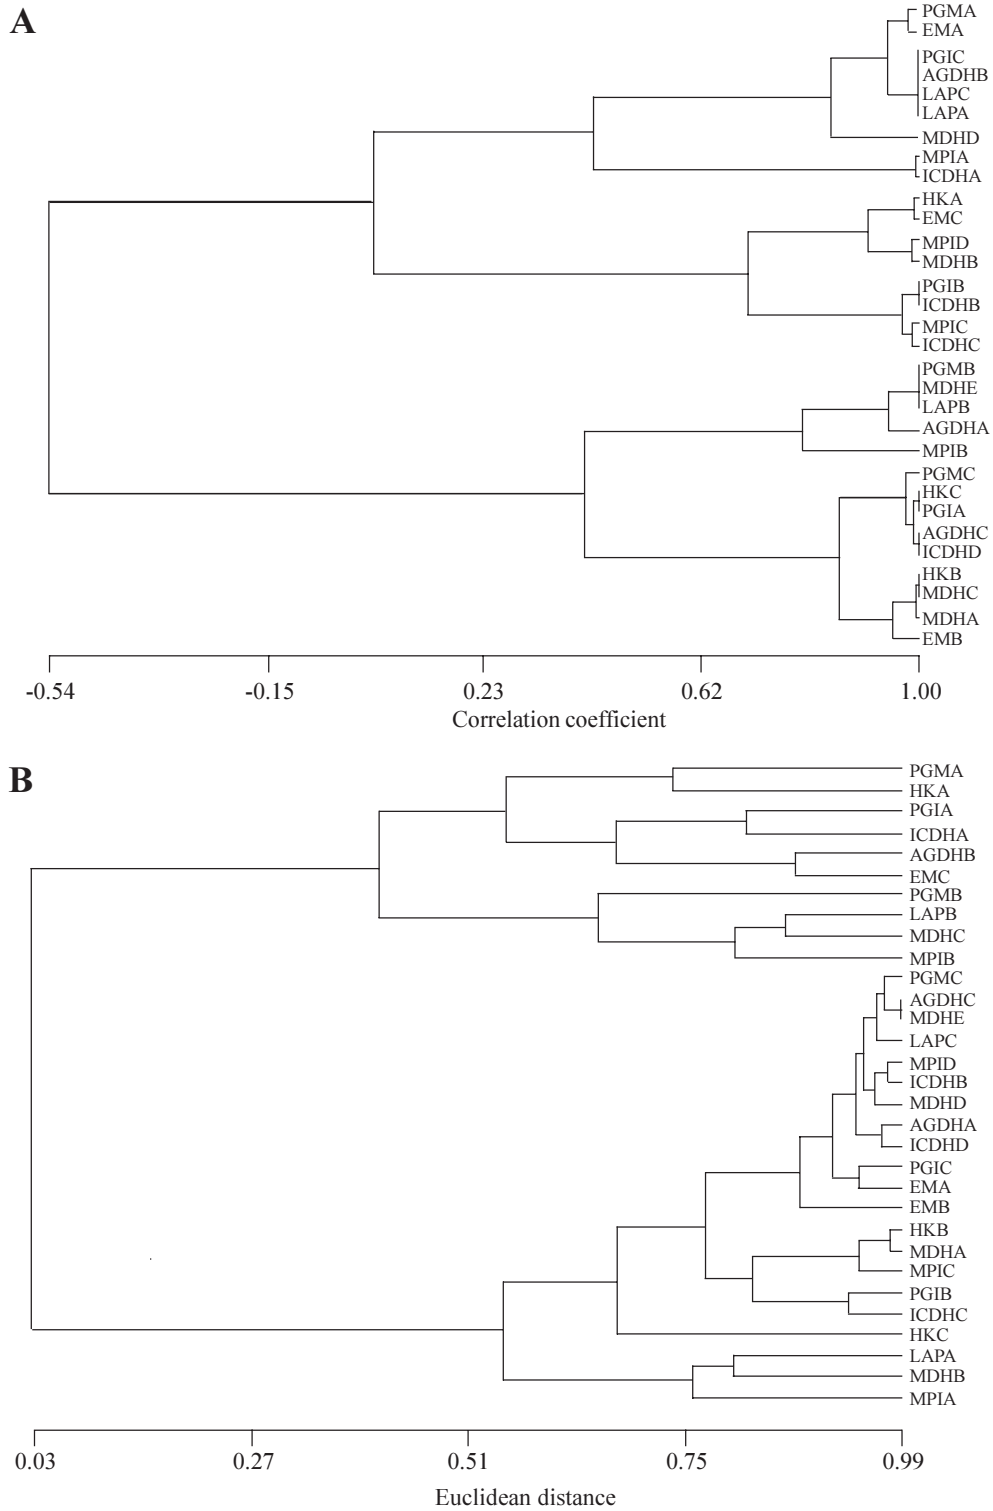 A
PGMA
EMA
PGIC
AGDHB
LAPC
LAPA
MDHD
MPIA
ICDHA
HKA
EMC
MPID
MDHB
PGIB
ICDHB
MPIC
ICDHC
PGMB
MDHE
LAPB
AGDHA
MPIB
PGMC
HKC
PGIA
AGDHC
ICDHD
HKB
MDHC
MDHA
EMB
-0.54 -0.15 0.23 0.62 1.00
Correlation coefficient
B
PGMA
HKA
PGIA
ICDHA
AGDHB
EMC
PGMB
LAPB
MDHC
MPIB
PGMC
AGDHC
MDHE
LAPC
MPID
ICDHB
MDHD
AGDHA
ICDHD
PGIC
EMA
EMB
HKB
MDHA
MPIC
PGIB
ICDHC
HKC
LAPA
MDHB
MPIA
0.03 0.27 0.51 0.75 0.99
Euclidean distance